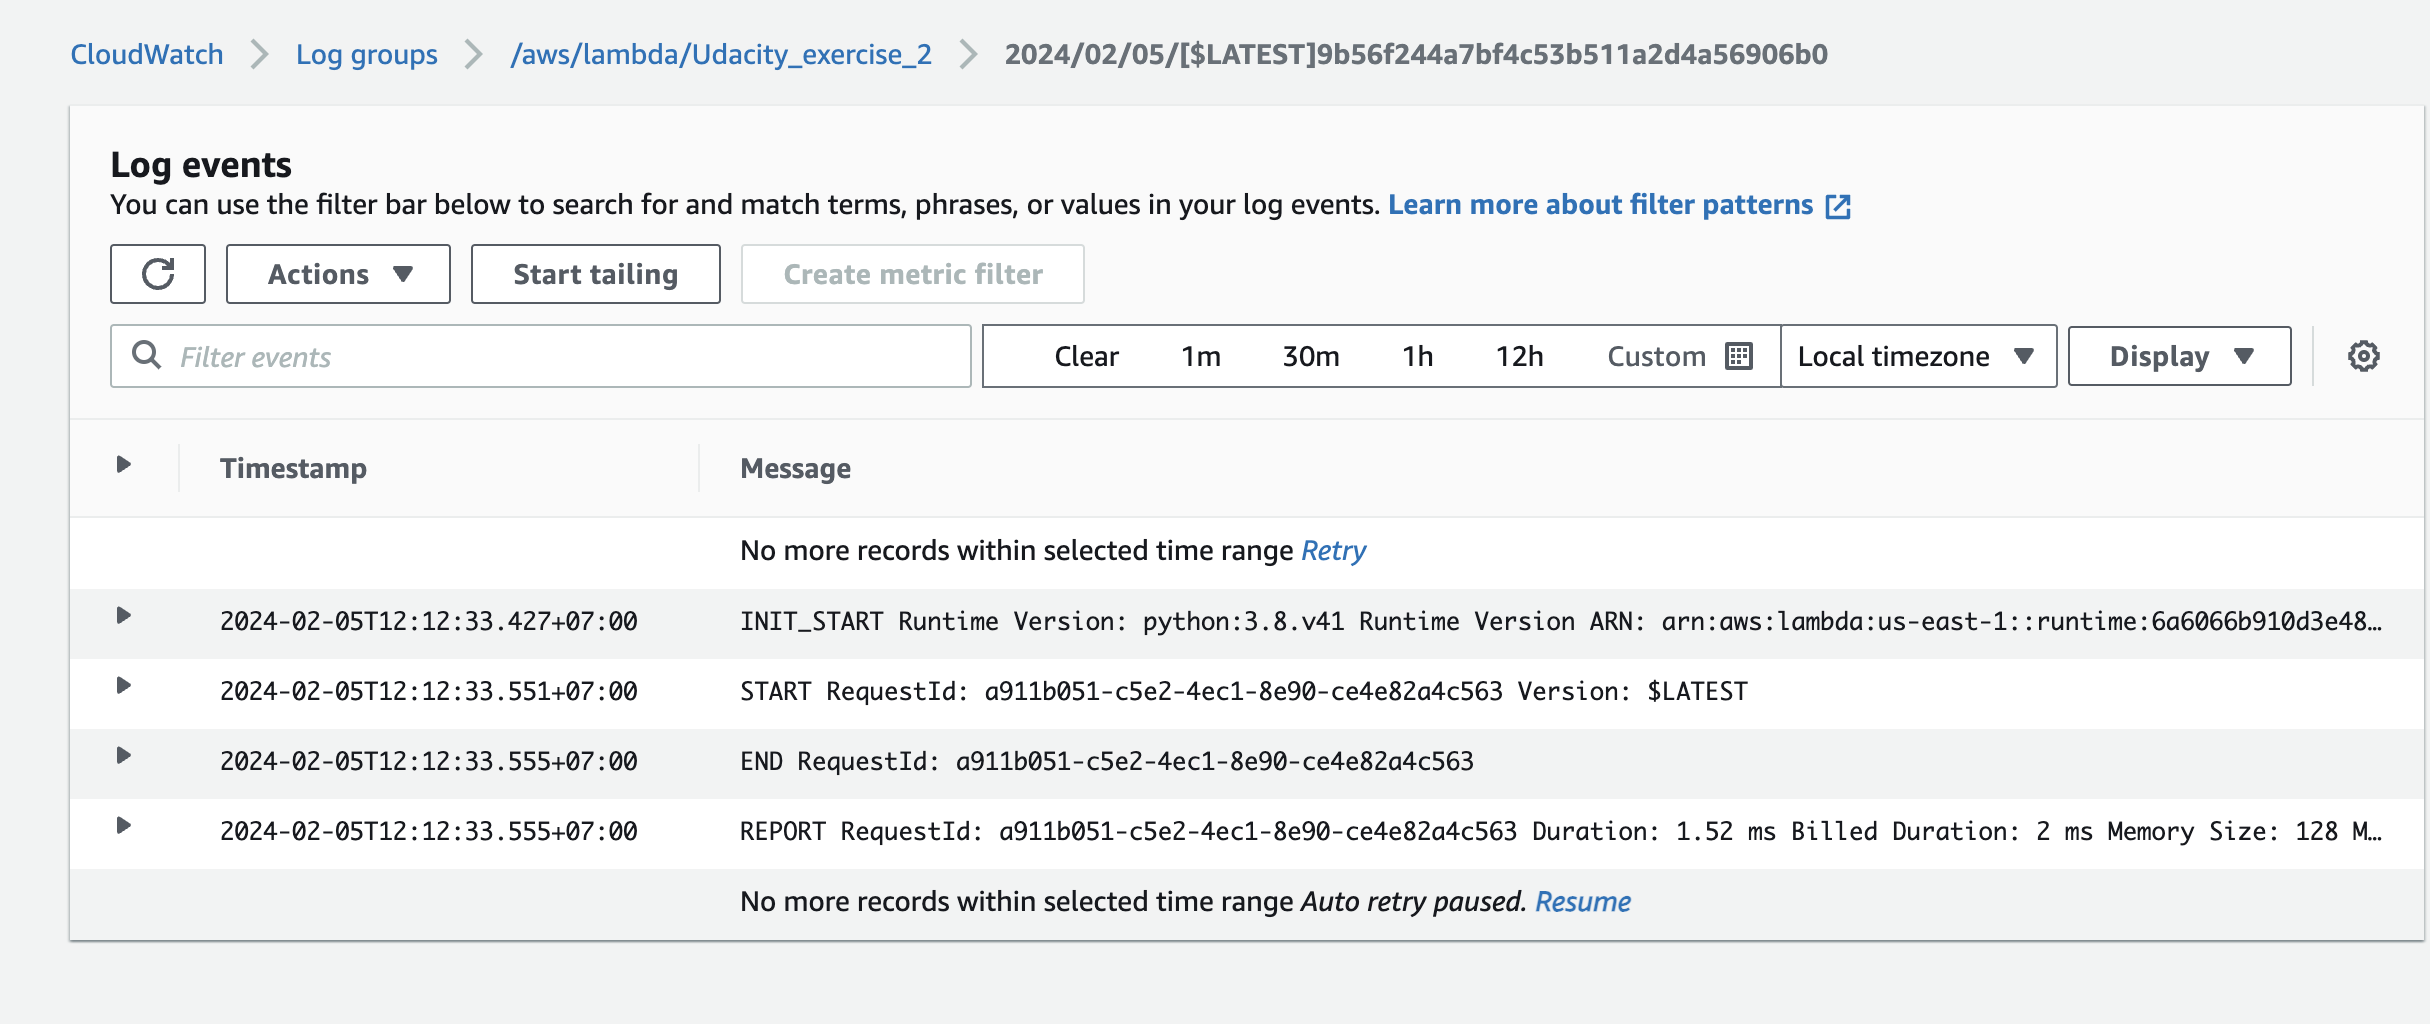 CloudWatch > Log groups > /aws/lambda/Udacity_exercise_2 > 2024/02/05/[$LATEST]9b56f244a7bf4c53b511a2d4a56906b0
Log events
You can use the filter bar below to search for and match terms, phrases, or values in your log events. Learn more about filter patterns
Actions Start tailing Create metric filter
Filter events Clear 1m 30m 1h 12h Custom Local timezone Display
Timestamp Message
No more records within selected time range Retry
2024-02-05T12:12:33.427+07:00 INIT_START Runtime Version: python:3.8.v41 Runtime Version ARN: arn:aws:lambda:us-east-1::runtime:6a6066b910d3e48…
2024-02-05T12:12:33.551+07:00 START RequestId: a911b051-c5e2-4ec1-8e90-ce4e82a4c563 Version: $LATEST
2024-02-05T12:12:33.555+07:00 END RequestId: a911b051-c5e2-4ec1-8e90-ce4e82a4c563
2024-02-05T12:12:33.555+07:00 REPORT RequestId: a911b051-c5e2-4ec1-8e90-ce4e82a4c563 Duration: 1.52 ms Billed Duration: 2 ms Memory Size: 128 M…
No more records within selected time range Auto retry paused. Resume